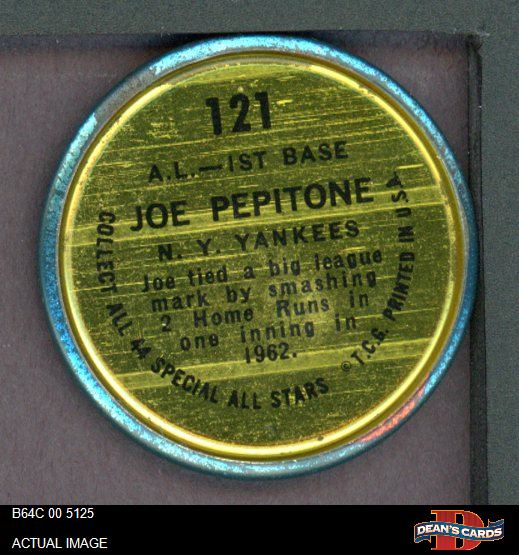 121
A.L.—1ST BASE
JOE PEPITONE
N. Y. YANKEES
Joe tied a big league
mark by smashing
2 Home Runs in
one inning in
1962.
COLLECT ALL 44 SPECIAL ALL STARS
©T.C.G. PRINTED IN U.S.A.
B64C 00 5125
ACTUAL IMAGE
D
DEAN'S CARDS